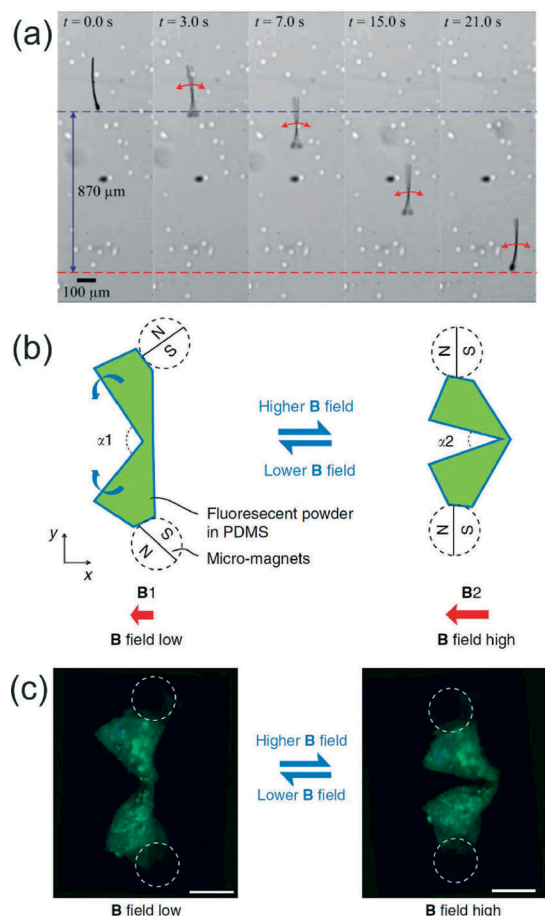 (a)
t = 0.0 s t = 3.0 s t = 7.0 s t = 15.0 s t = 21.0 s
870 µm
100 µm
(b)
N
S
N
S
α1
Higher B field
Lower B field
α2
Fluoresecent powder
in PDMS
S
N
N
S
Micro-magnets
y
x
B1
B field low
B2
B field high
(c)
Higher B field
Lower B field
B field low
B field high